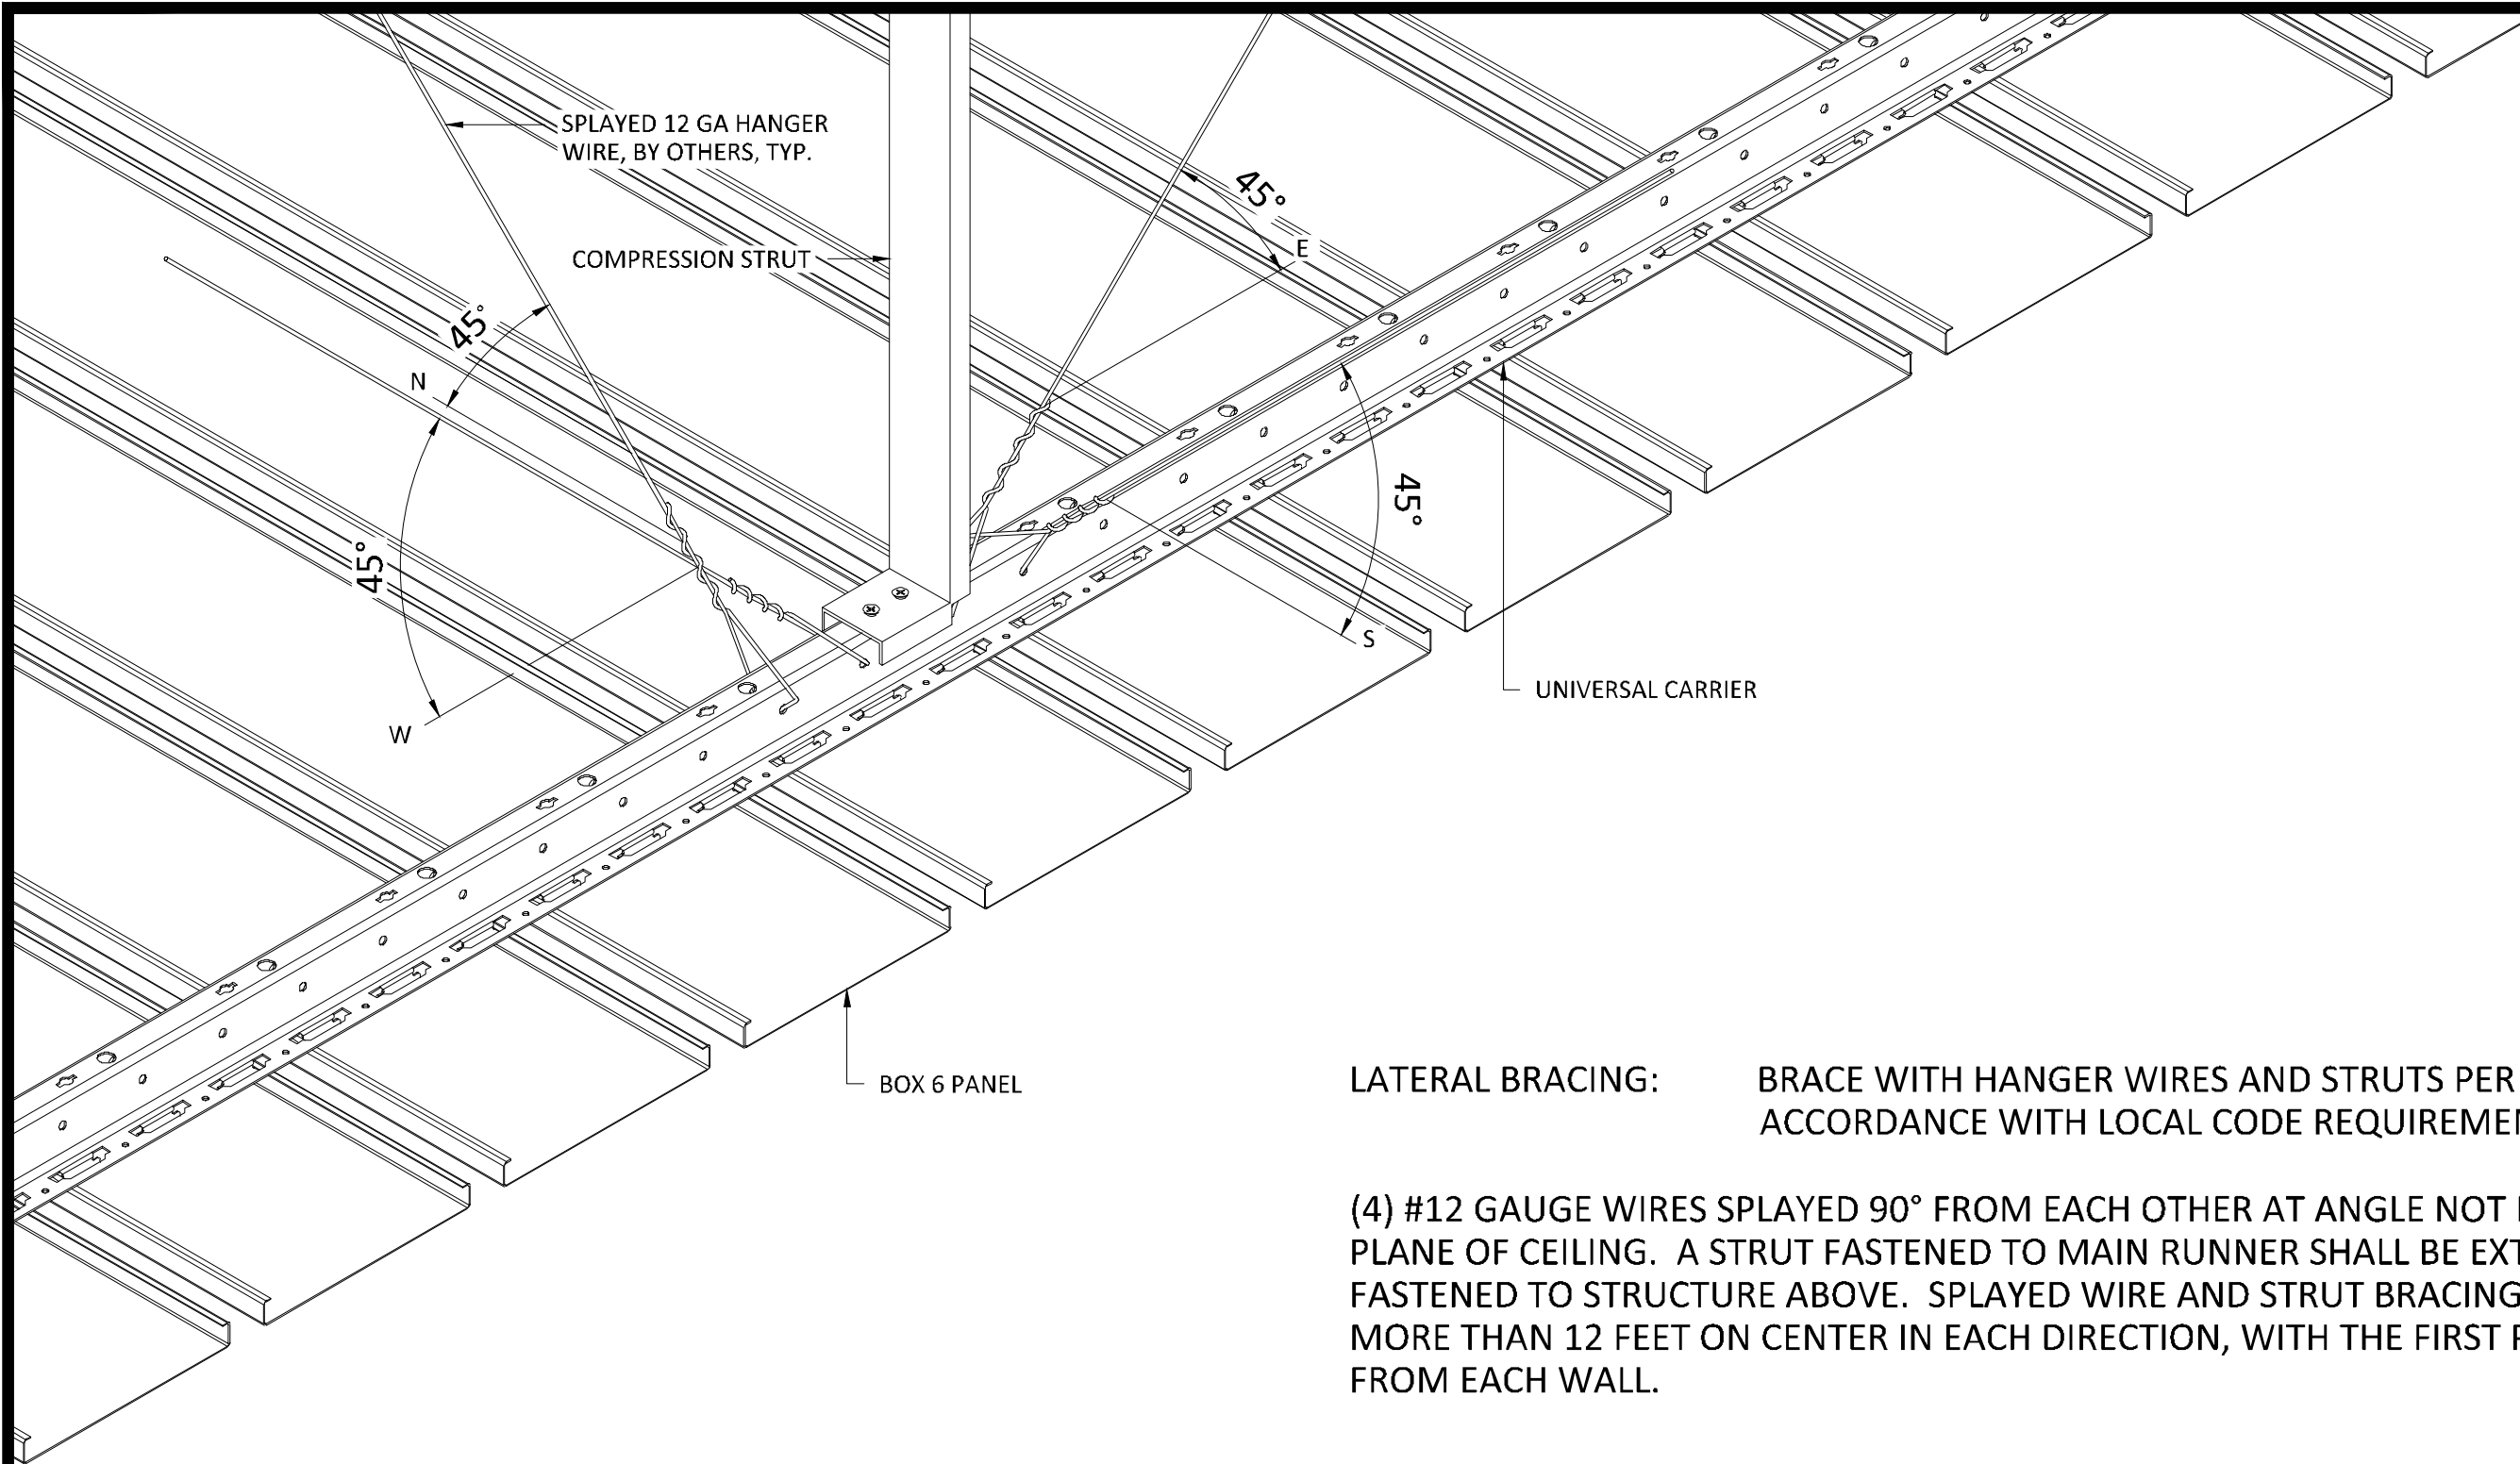 SPLAYED 12 GA HANGER
WIRE, BY OTHERS, TYP.
45°
E
COMPRESSION STRUT
45°
N
45°
S
45°
W
UNIVERSAL CARRIER
BOX 6 PANEL
LATERAL BRACING: BRACE WITH HANGER WIRES AND STRUTS PER
ACCORDANCE WITH LOCAL CODE
(4) #12 GAUGE WIRES SPLAYED 90° FROM EACH OTHER AT ANGLE NOT
PLANE OF CEILING. A STRUT FASTENED TO MAIN RUNNER SHALL BE
FASTENED TO STRUCTURE ABOVE. SPLAYED WIRE AND STRUT BRACING
MORE THAN 12 FEET ON CENTER IN EACH DIRECTION, WITH THE FIRST
FROM EACH WALL.